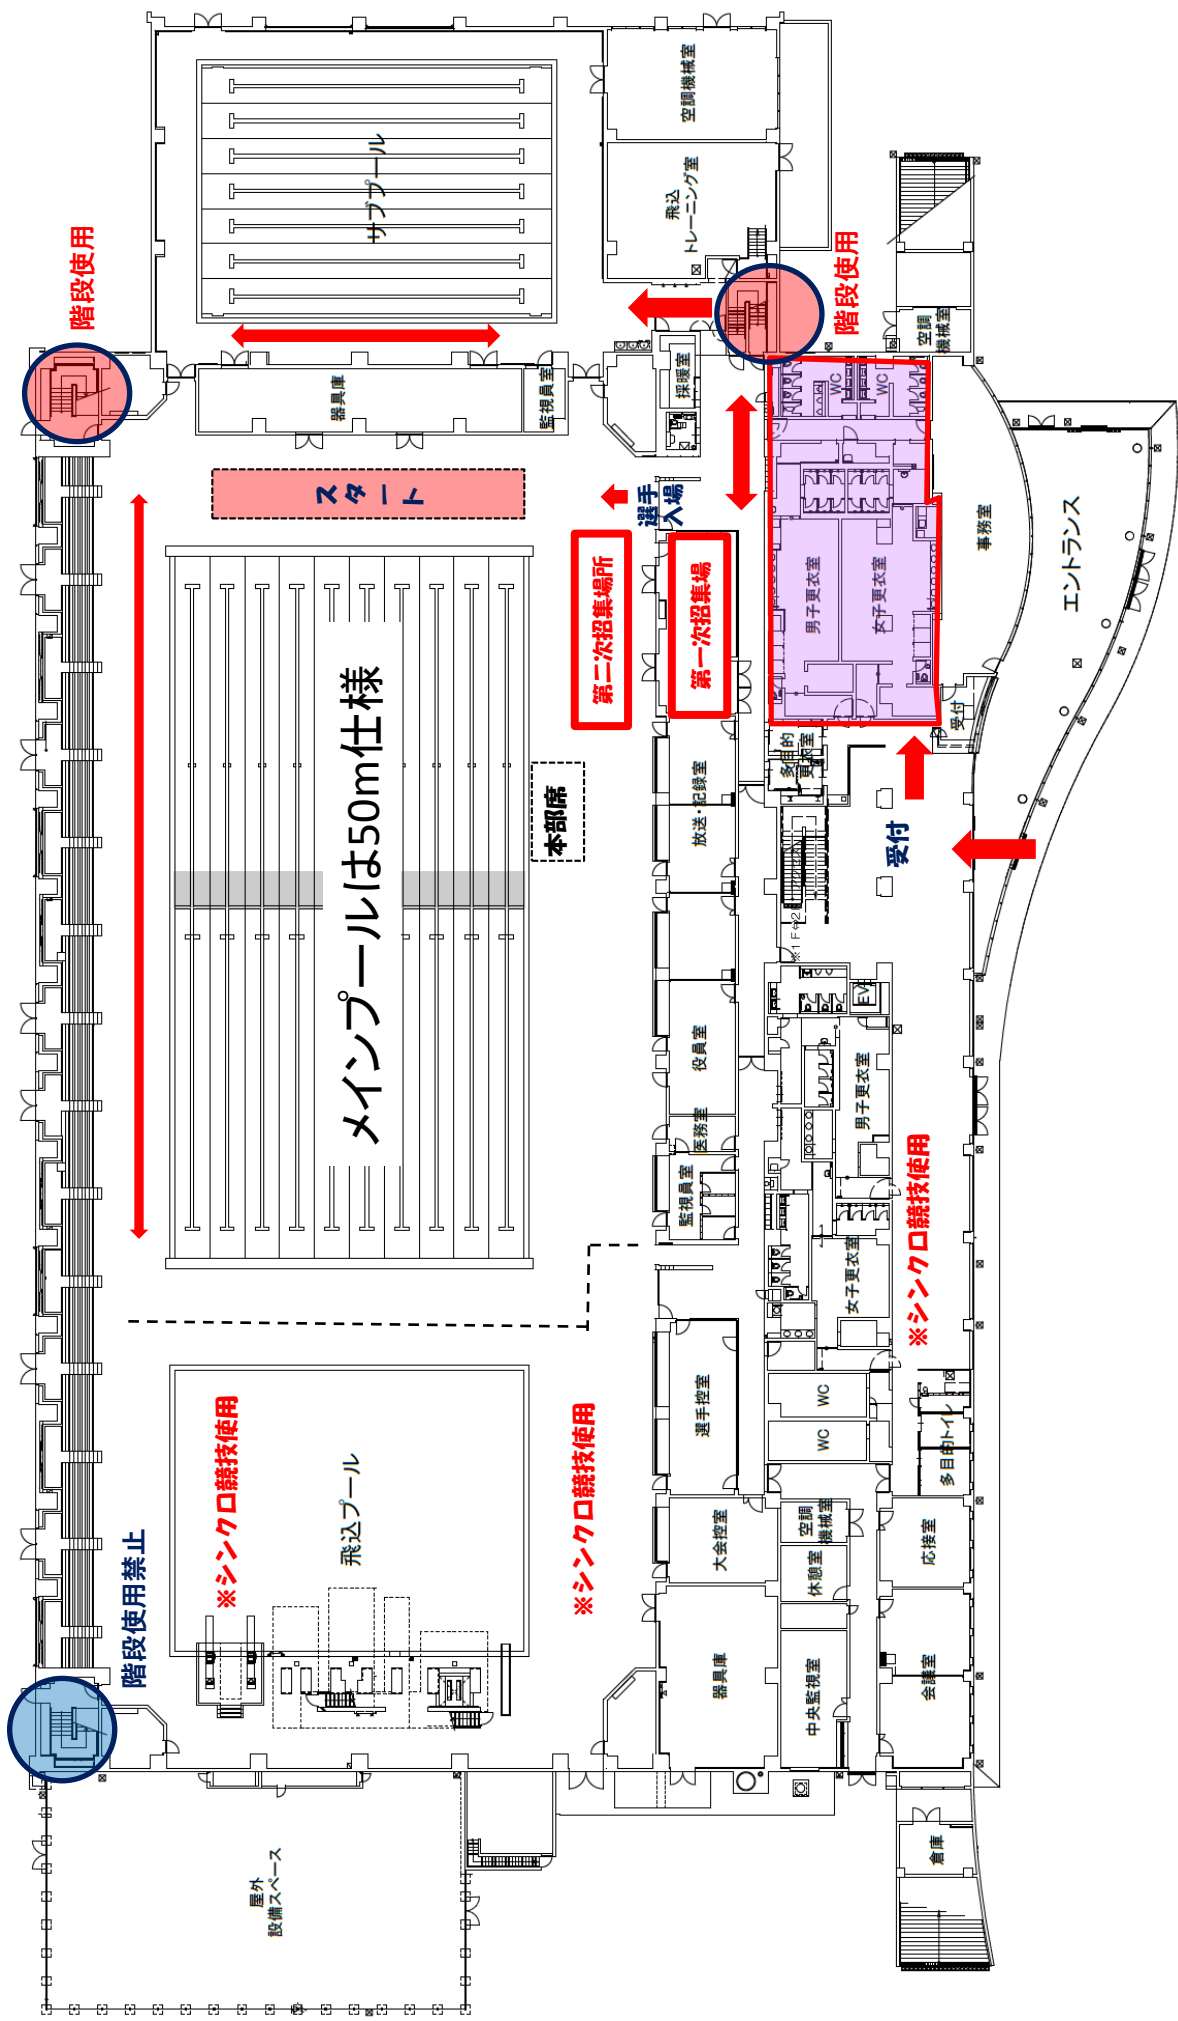 階段使用
サブプール
空調機械室
飛込
トレーニング室
階段使用
空調
機械室
器具庫
監視員室
採暖室
WC
WC
スタート
選手
入場
第二次招集場所
第一次招集場
男子更衣室
女子更衣室
事務室
エントランス
受付
メインプールは50m仕様
本部席
放送・記録室
多目的
更衣室
受付
※1F⇔2
役員室
医務室
監視員室
EV
男子更衣室
女子更衣室
※シンクロ競技使用
選手控室
WC
WC
多目的トイレ
※シンクロ競技使用
飛込プール
※シンクロ競技使用
大会控室
空調
機械室
休憩室
応接室
階段使用禁止
器具庫
中央監視室
会議室
屋外
設備スペース
倉庫